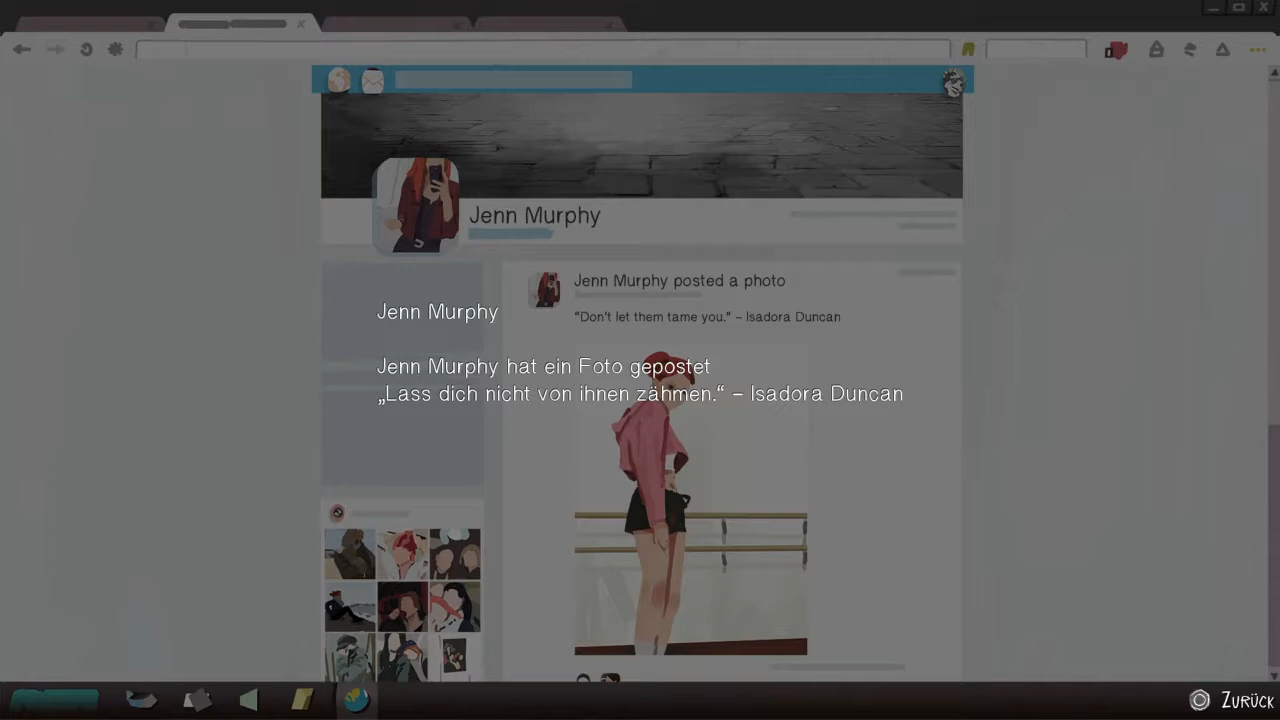 Jenn Murphy
Jenn Murphy posted a photo
“Don't let them tame you.” – Isadora Duncan
Jenn Murphy
Jenn Murphy hat ein Foto gepostet
„Lass dich nicht von ihnen zähmen.“ – Isadora Duncan
Zurück